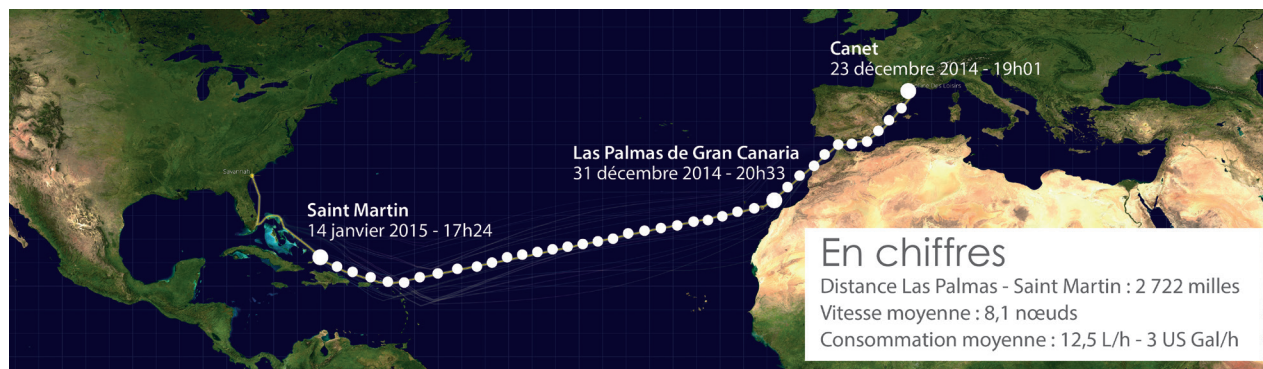 Canet
23 décembre 2014 - 19h01
Las Palmas de Gran Canaria
31 décembre 2014 - 20h33
Savannah
Saint Martin
14 janvier 2015 - 17h24
En chiffres
Distance Las Palmas - Saint Martin : 2 722 milles
Vitesse moyenne : 8,1 nœuds
Consommation moyenne : 12,5 L/h - 3 US Gal/h